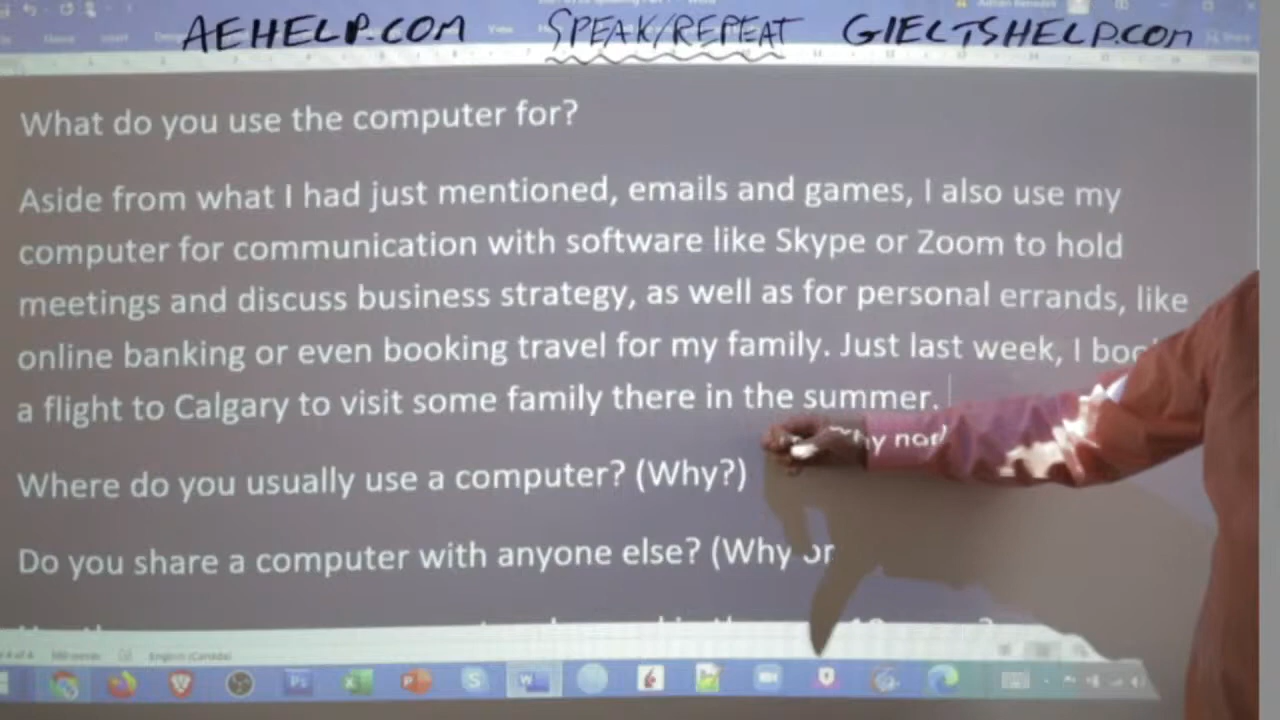 AEHELP.COM SPEAK/REPEAT GIELTSHELP.COM
What do you use the computer for?
Aside from what I had just mentioned, emails and games, I also use my
computer for communication with software like Skype or Zoom to hold
meetings and discuss business strategy, as well as for personal errands, like
online banking or even booking travel for my family. Just last week, I
a flight to Calgary to visit some family there in the summer.
Where do you usually use a computer? (Why?)
Do you share a computer with anyone else? (Why or
English (Canada)